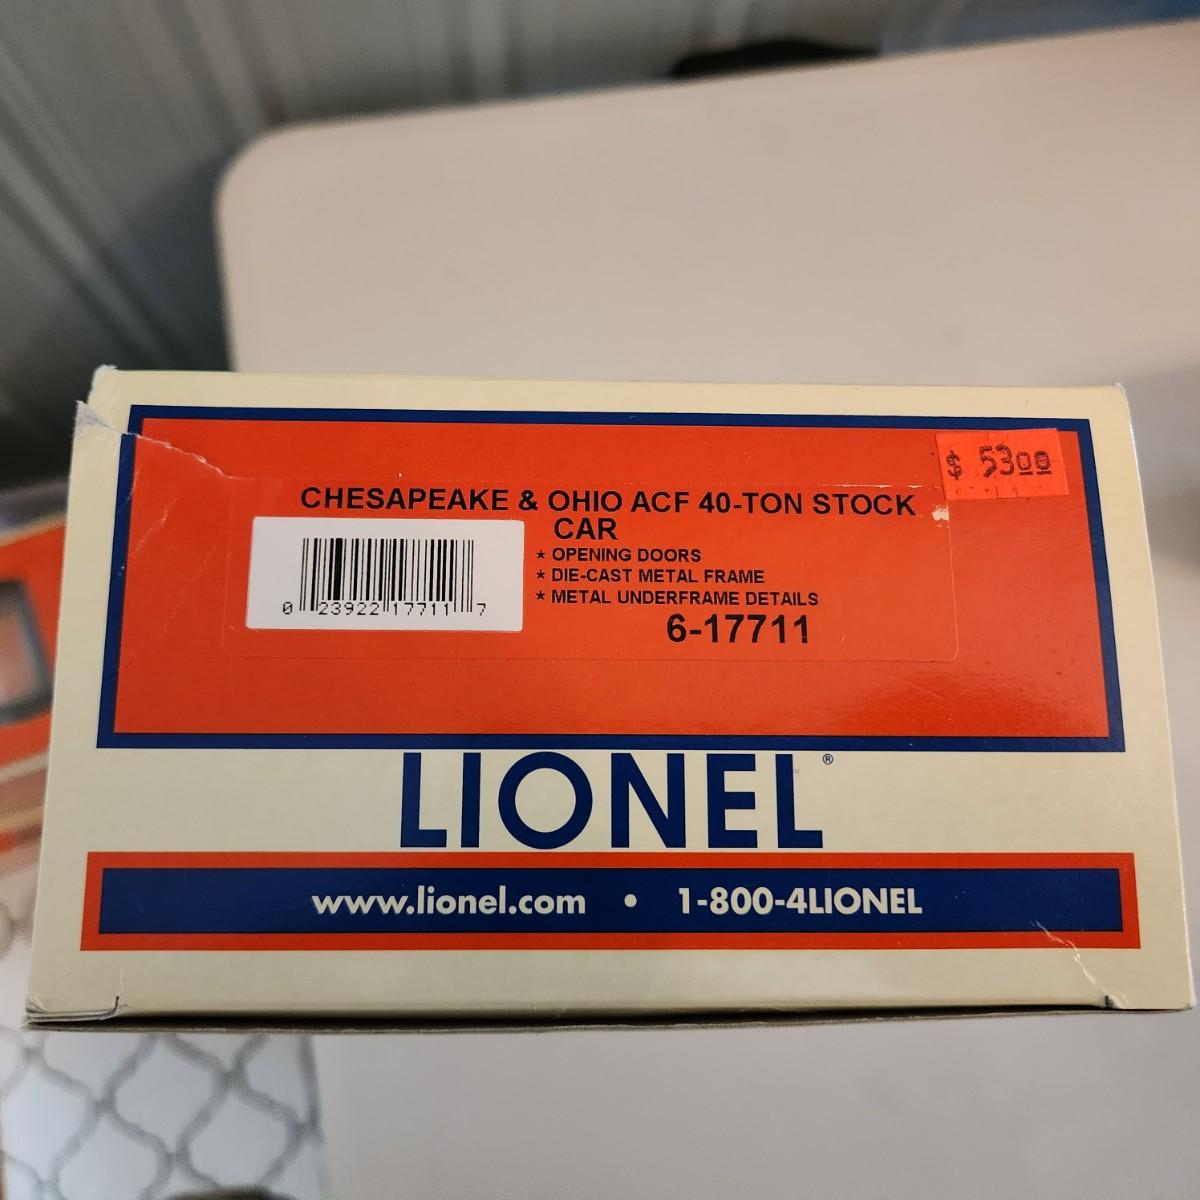 $ 53.00
CHESAPEAKE & OHIO ACF 40-TON STOCK
CAR
* OPENING DOORS
* DIE-CAST METAL FRAME
* METAL UNDERFRAME DETAILS
0 23922 17711 7
6-17711
LIONEL®
www.lionel.com • 1-800-4LIONEL